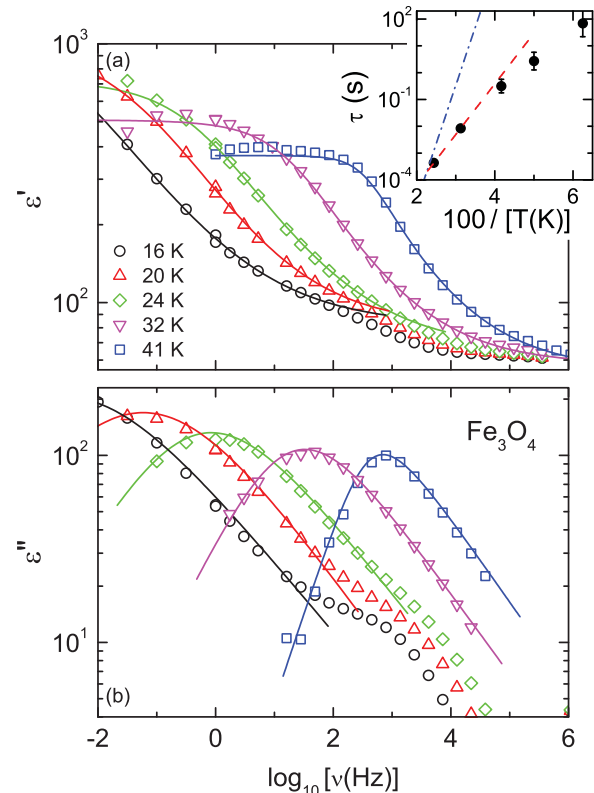 (a)
10³
10²
ε'
16 K
20 K
24 K
32 K
41 K
10²
10⁻¹
10⁻⁴
τ (s)
2 4 6
100 / [T(K)]
(b)
Fe₃O₄
10²
10¹
ε"
-2 0 2 4 6
log₁₀ [ν(Hz)]